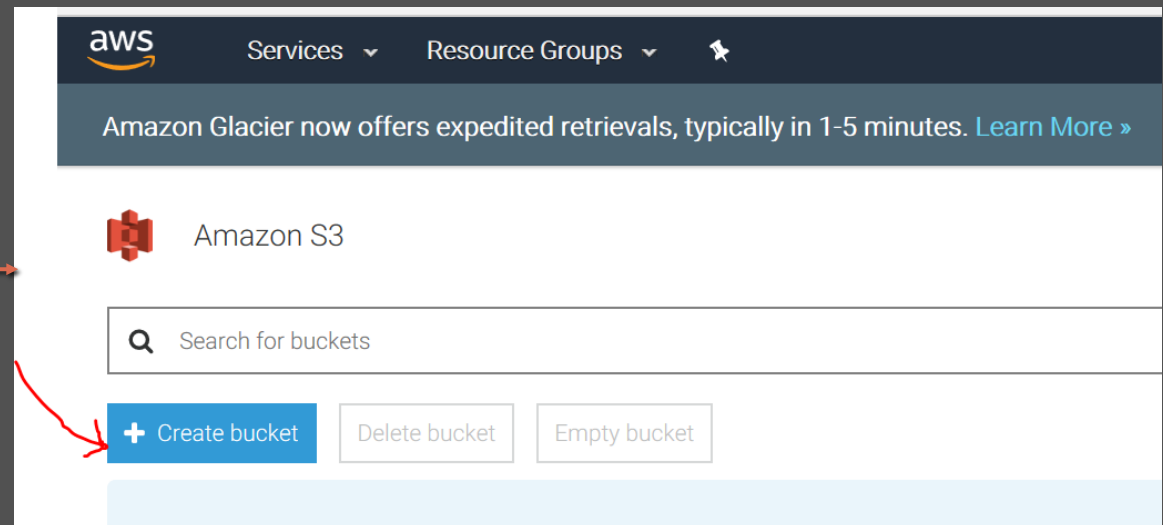 aws Services Resource Groups
Amazon Glacier now offers expedited retrievals, typically in 1-5 minutes. Learn More »
Amazon S3
Search for buckets
+ Create bucket Delete bucket Empty bucket